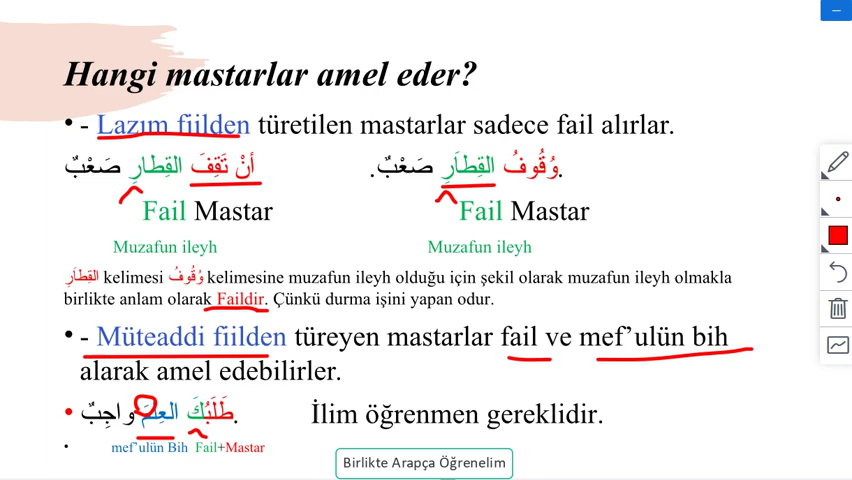 Hangi mastarlar amel eder?
• - Lazım fiilden türetilen mastarlar sadece fail alırlar.
وُقُوفُ القِطاَرِ صَعْبٌ.
أنْ تَقِفَ القِطارِ صَعْبٌ
Fail Mastar
Fail Mastar
Muzafun ileyh
Muzafun ileyh
القِطاَرِ kelimesi وُقُوفُ kelimesine muzafun ileyh olduğu için şekil olarak muzafun ileyh olmakla
birlikte anlam olarak Faildir. Çünkü durma işini yapan odur.
• - Müteaddi fiilden türeyen mastarlar fail ve mef’ulün bih
alarak amel edebilirler.
• طَلَبُكَ العِلْمَ واجِبٌ. İlim öğrenmen gereklidir.
• mef’ulün Bih Fail+Mastar
Birlikte Arapça Öğrenelim